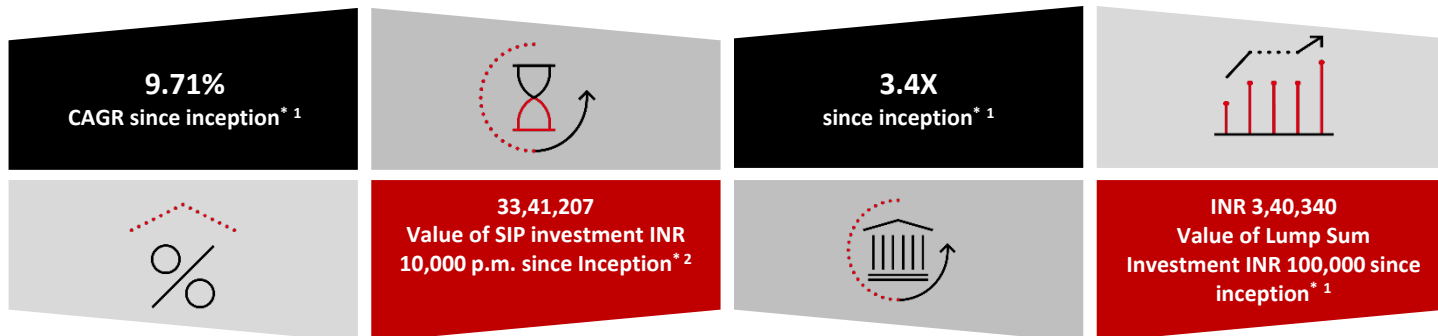 9.71%
CAGR since inception* 1
3.4X
since inception* 1
33,41,207
Value of SIP investment INR
10,000 p.m. since Inception* 2
INR 3,40,340
Value of Lump Sum
Investment INR 100,000 since
inception* 1